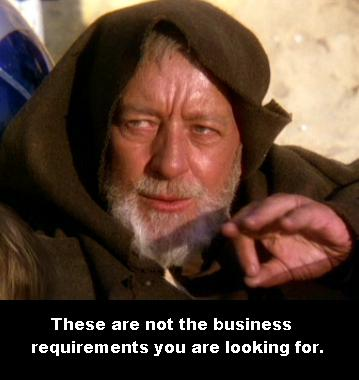 These are not the business
requirements you are looking for.